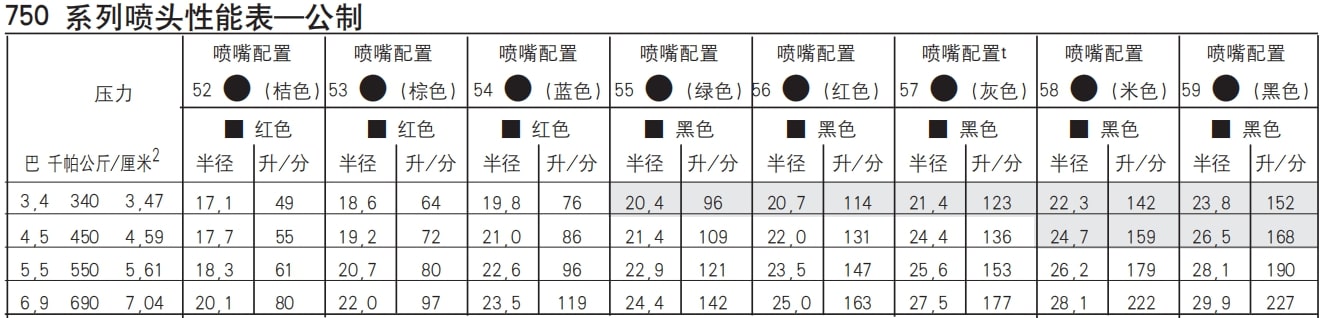 750 系列喷头性能表—公制
喷嘴配置 喷嘴配置 喷嘴配置 喷嘴配置 喷嘴配置 喷嘴配置t 喷嘴配置 喷嘴配置
压力 52 ● (桔色) 53 ● (棕色) 54 ● (蓝色) 55 ● (绿色) 56 ● (红色) 57 ● (灰色) 58 ● (米色) 59 ● (黑色)
■ 红色 ■ 红色 ■ 红色 ■ 黑色 ■ 黑色 ■ 黑色 ■ 黑色 ■ 黑色
巴 千帕公斤/厘米2 半径 升/分 半径 升/分 半径 升/分 半径 升/分 半径 升/分 半径 升/分 半径 升/分 半径 升/分
3,4 340 3,47 17,1 49 18,6 64 19,8 76 20,4 96 20,7 114 21,4 123 22,3 142 23,8 152
4,5 450 4,59 17,7 55 19,2 72 21,0 86 21,4 109 22,0 131 24,4 136 24,7 159 26,5 168
5,5 550 5,61 18,3 61 20,7 80 22,6 96 22,9 121 23,5 147 25,6 153 26,2 179 28,1 190
6,9 690 7,04 20,1 80 22,0 97 23,5 119 24,4 142 25,0 163 27,5 177 28,1 222 29,9 227